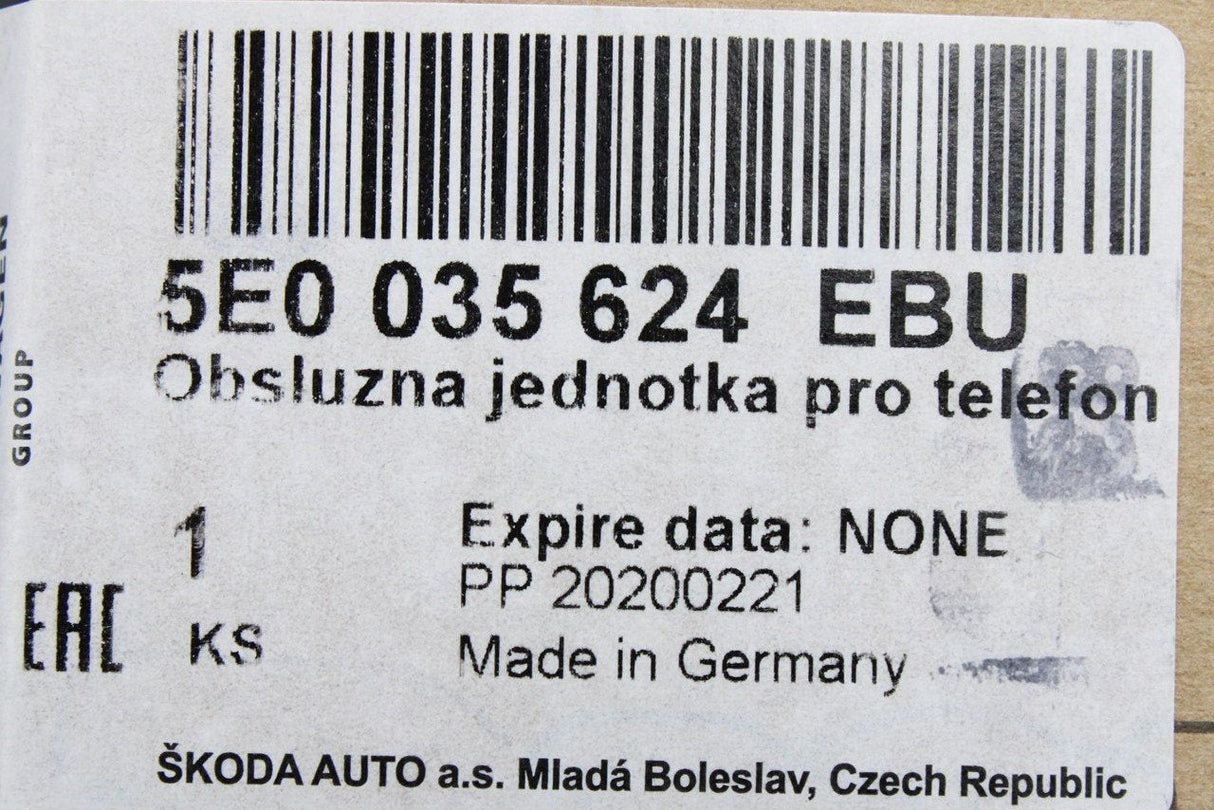 5E0 035 624 EBU
Obsluzna jednotka pro telefon
GROUP
1
Expire data: NONE
PP 20200221
EAC
KS
Made in Germany
ŠKODA AUTO a.s. Mladá Boleslav, Czech Republic